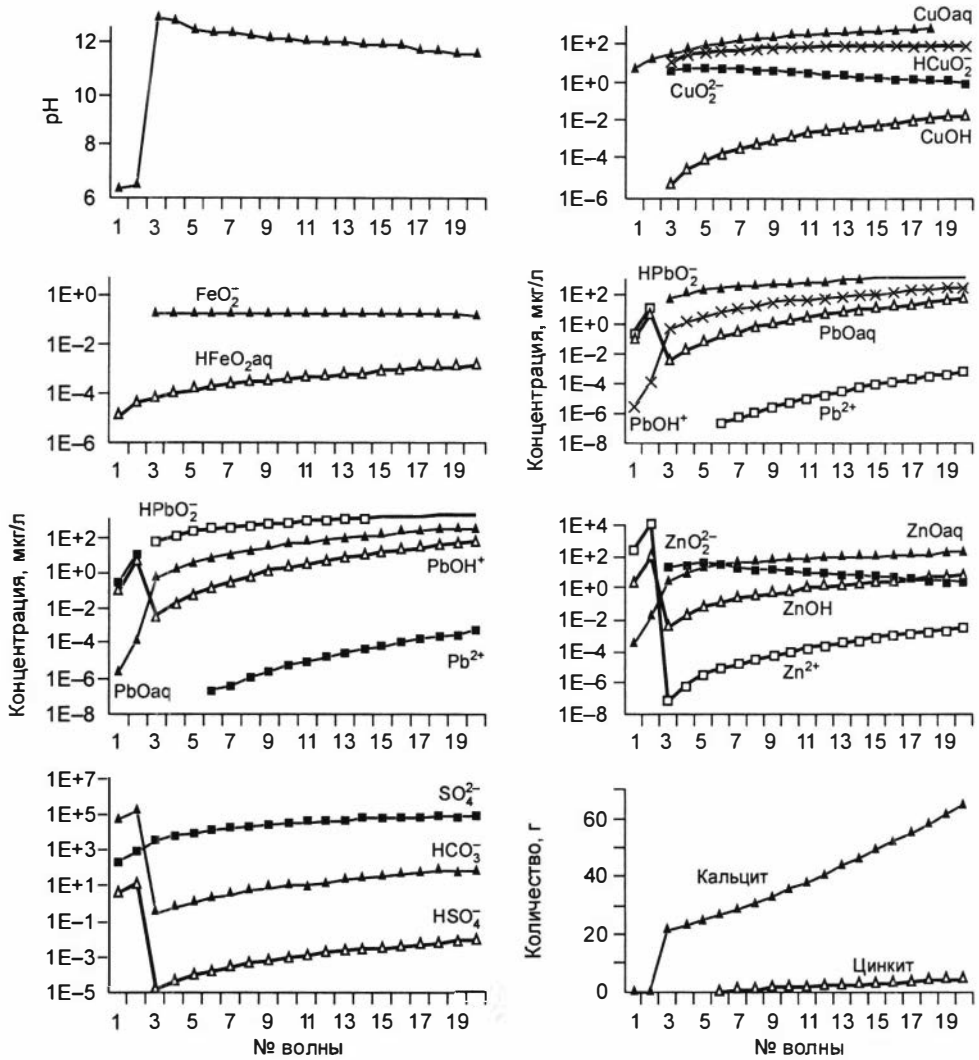 pH
12
10
8
6
1 3 5 7 9 11 13 15 17 19
CuOaq
1E+2
HCuO₂⁻
1E+0
CuO₂²⁻
1E–2
CuOH
1E–4
1E–6
1 3 5 7 9 11 13 15 17 19
1E+0
FeO₂⁻
1E–2
HFeO₂aq
1E–4
1E–6
1 3 5 7 9 11 13 15 17 19
Концентрация, мкг/л
HPbO₂⁻
1E+2
1E+0
PbOaq
1E–2
1E–4
Pb²⁺
1E–6
PbOH⁺
1E–8
1 3 5 7 9 11 13 15 17 19
Концентрация, мкг/л
HPbO₂⁻
1E+2
PbOH⁺
1E+0
1E–2
1E–4
Pb²⁺
1E–6
PbOaq
1E–8
1 3 5 7 9 11 13 15 17 19
1E+4
ZnO₂²⁻
ZnOaq
1E+2
1E+0
ZnOH
1E–2
1E–4
Zn²⁺
1E–6
1E–8
1 3 5 7 9 11 13 15 17 19
1E+7
SO₄²⁻
1E+5
1E+3
HCO₃⁻
1E+1
1E–1
HSO₄⁻
1E–3
1E–5
1 3 5 7 9 11 13 15 17 19
№ волны
Количество, г
60
Кальцит
40
20
Цинкит
0
1 3 5 7 9 11 13 15 17 19
№ волны